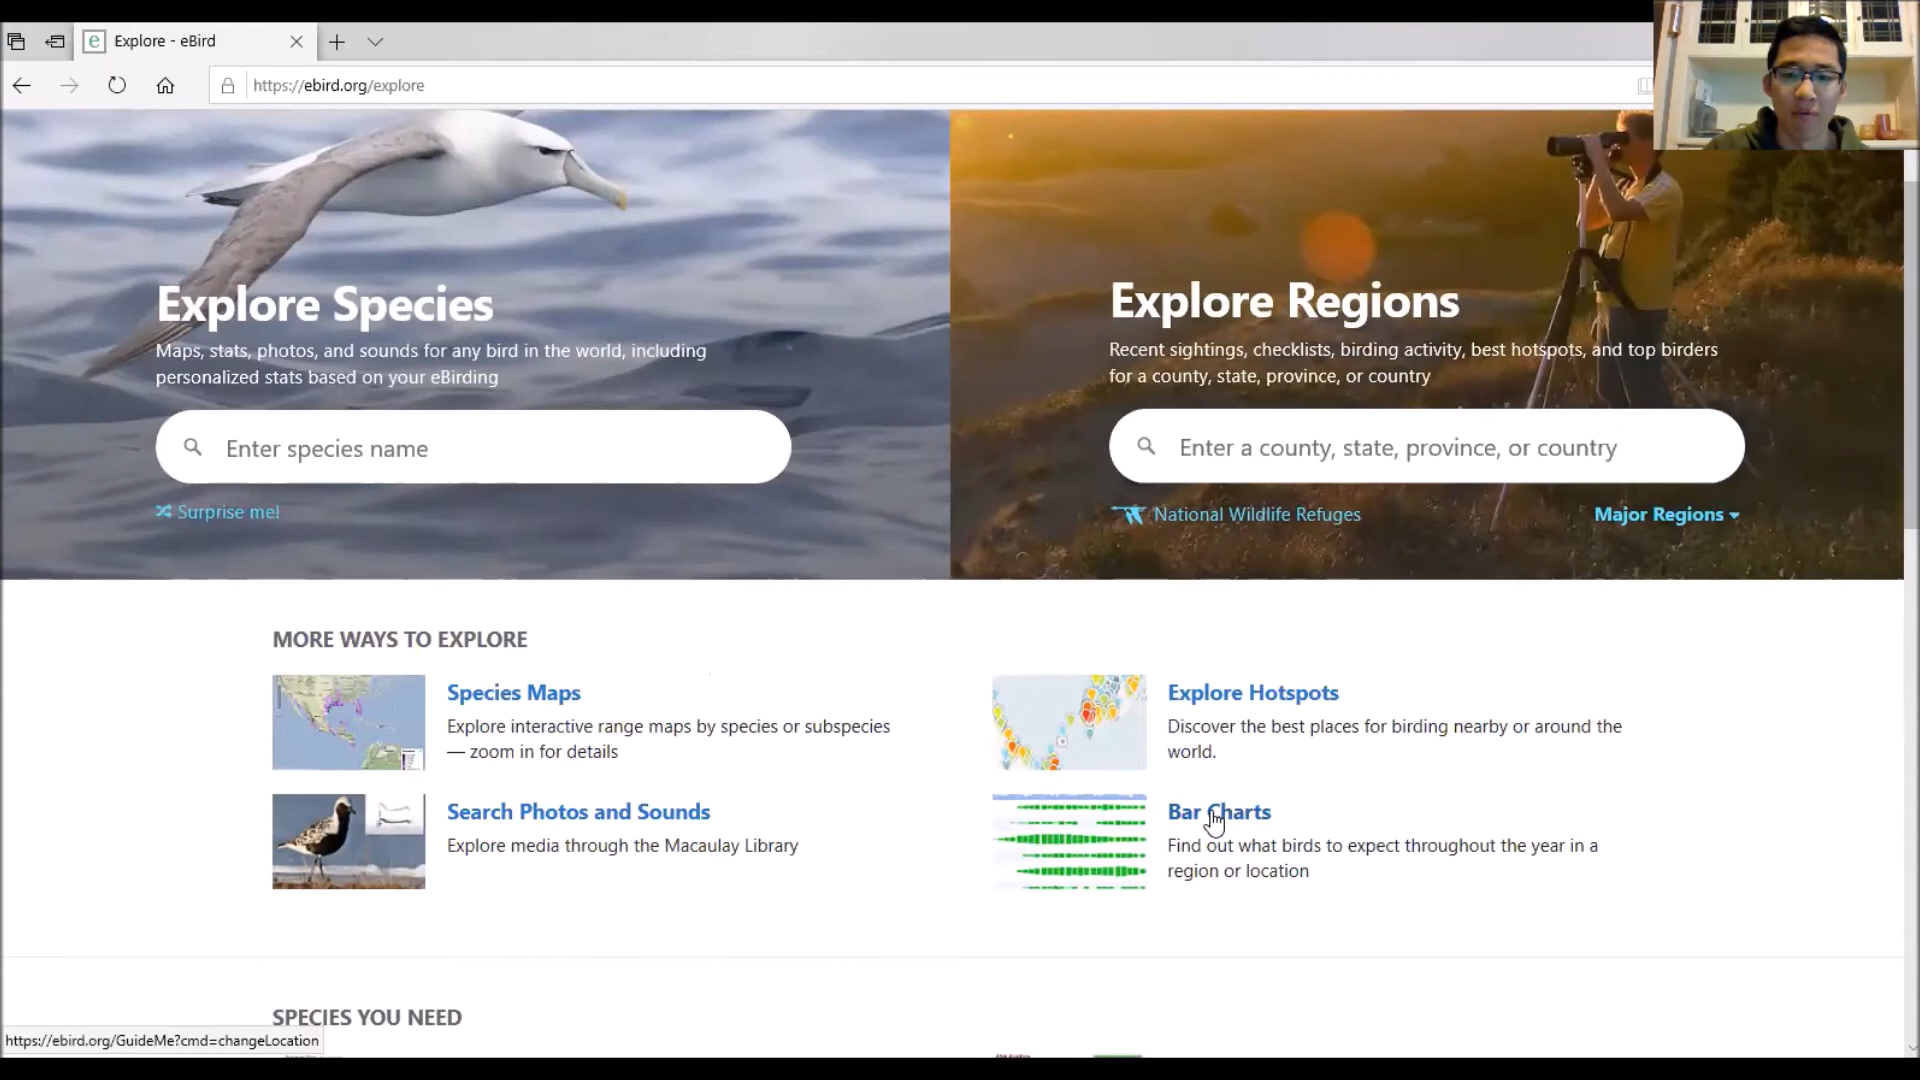 Explore - eBird
https://ebird.org/explore
Explore Species
Maps, stats, photos, and sounds for any bird in the world, including
personalized stats based on your eBirding
Enter species name
Surprise me!
Explore Regions
Recent sightings, checklists, birding activity, best hotspots, and top birders
for a county, state, province, or country
Enter a county, state, province, or country
National Wildlife Refuges
Major Regions
MORE WAYS TO EXPLORE
Species Maps
Explore interactive range maps by species or subspecies
— zoom in for details
Explore Hotspots
Discover the best places for birding nearby or around the
world.
Search Photos and Sounds
Explore media through the Macaulay Library
Bar Charts
Find out what birds to expect throughout the year in a
region or location
SPECIES YOU NEED
https://ebird.org/GuideMe?cmd=changeLocation